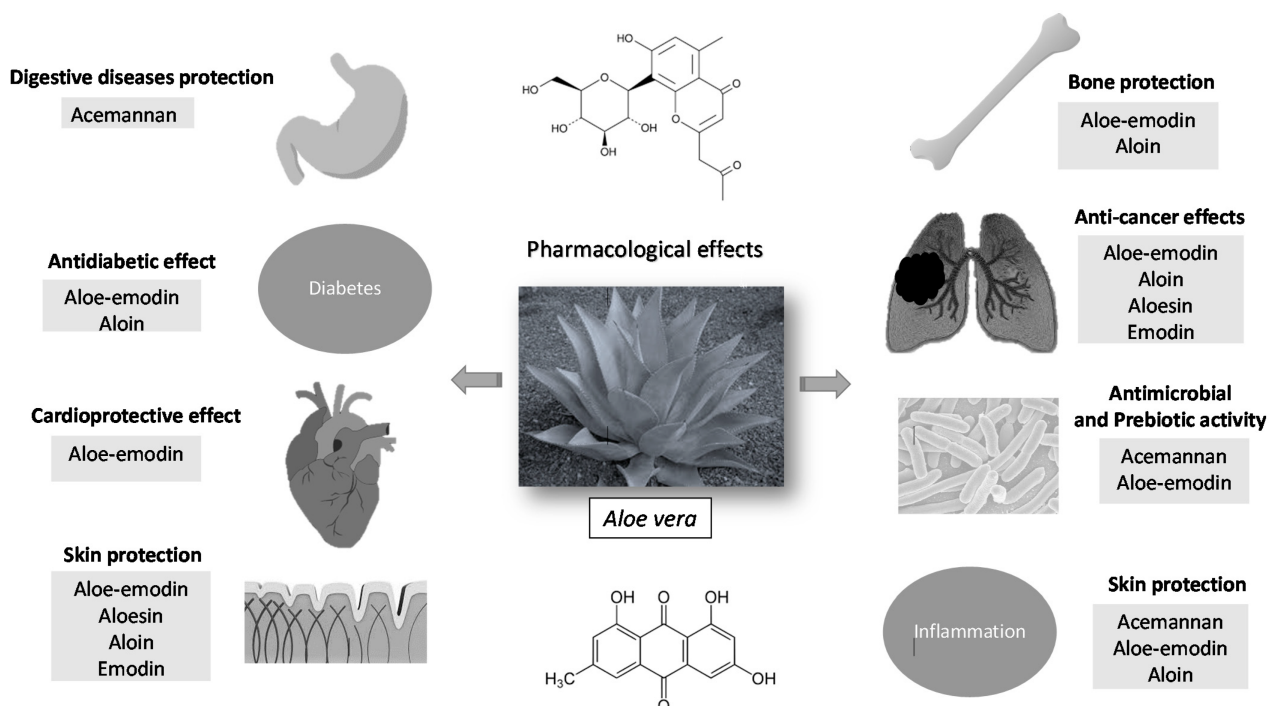 Digestive diseases protection
Acemannan
Antidiabetic effect
Aloe-emodin
Aloin
Diabetes
Cardioprotective effect
Aloe-emodin
Skin protection
Aloe-emodin
Aloesin
Aloin
Emodin
HO
O
HO
HO
OH
OH
O
O
O
Pharmacological effects
Aloe vera
OH
O
OH
H₃C
OH
O
Bone protection
Aloe-emodin
Aloin
Anti-cancer effects
Aloe-emodin
Aloin
Aloesin
Emodin
Antimicrobial
and Prebiotic activity
Acemannan
Aloe-emodin
Inflammation
Skin protection
Acemannan
Aloe-emodin
Aloin